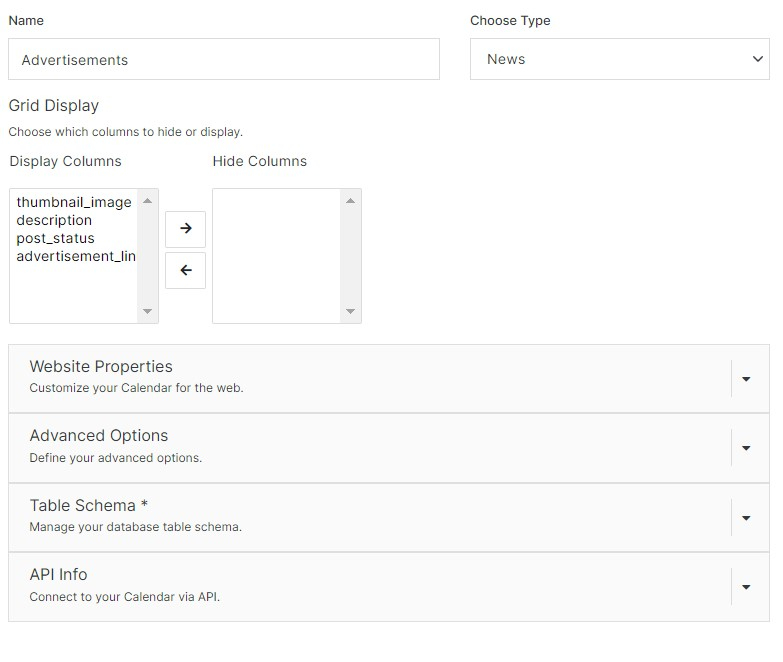 Name
Choose Type
Advertisements
News
Grid Display
Choose which columns to hide or display.
Display Columns
Hide Columns
thumbnail_image
description
post_status
advertisement_lin
Website Properties
Customize your Calendar for the web.
Advanced Options
Define your advanced options.
Table Schema *
Manage your database table schema.
API Info
Connect to your Calendar via API.